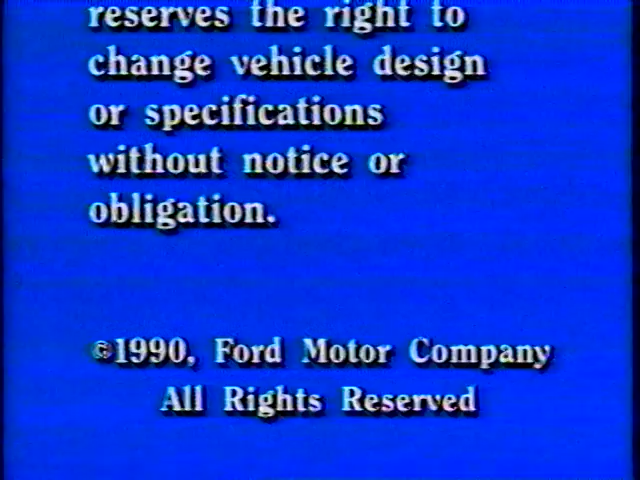 reserves the right to
change vehicle design
or specifications
without notice or
obligation.
©1990, Ford Motor Company
All Rights Reserved